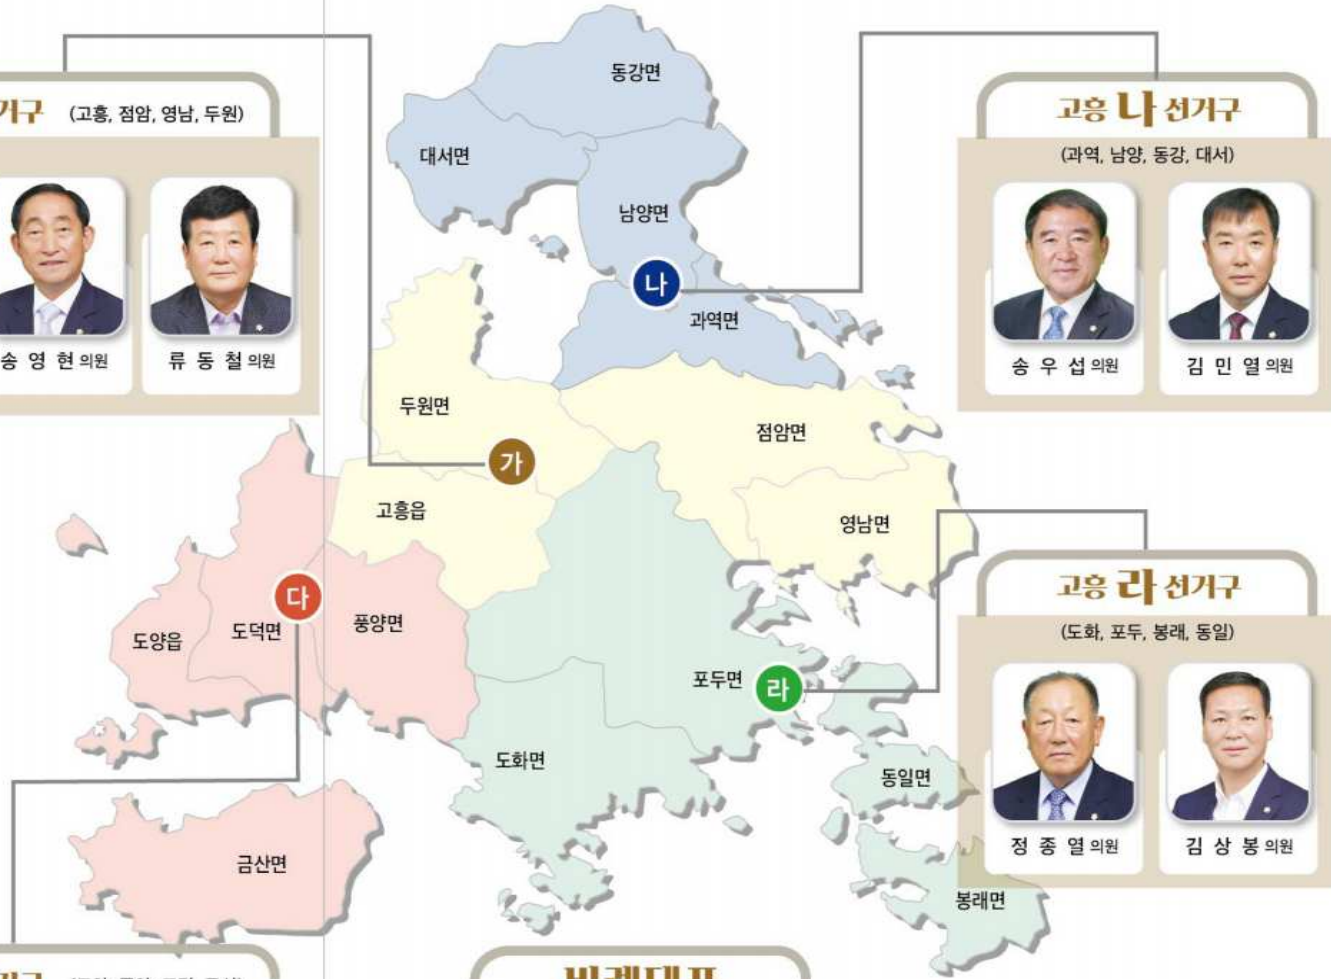 거구 (고흥, 점암, 영남, 두원)
송 영 현 의원
류 동 철 의원
고흥 나 선거구
(과역, 남양, 동강, 대서)
송 우 섭 의원
김 민 열 의원
동강면
대서면
남양면
나
과역면
두원면
점암면
가
고흥읍
영남면
다
도양읍
도덕면
풍양면
포두면
라
도화면
동일면
금산면
봉래면
고흥 라 선거구
(도화, 포두, 봉래, 동일)
정 종 열 의원
김 상 봉 의원
비례대표